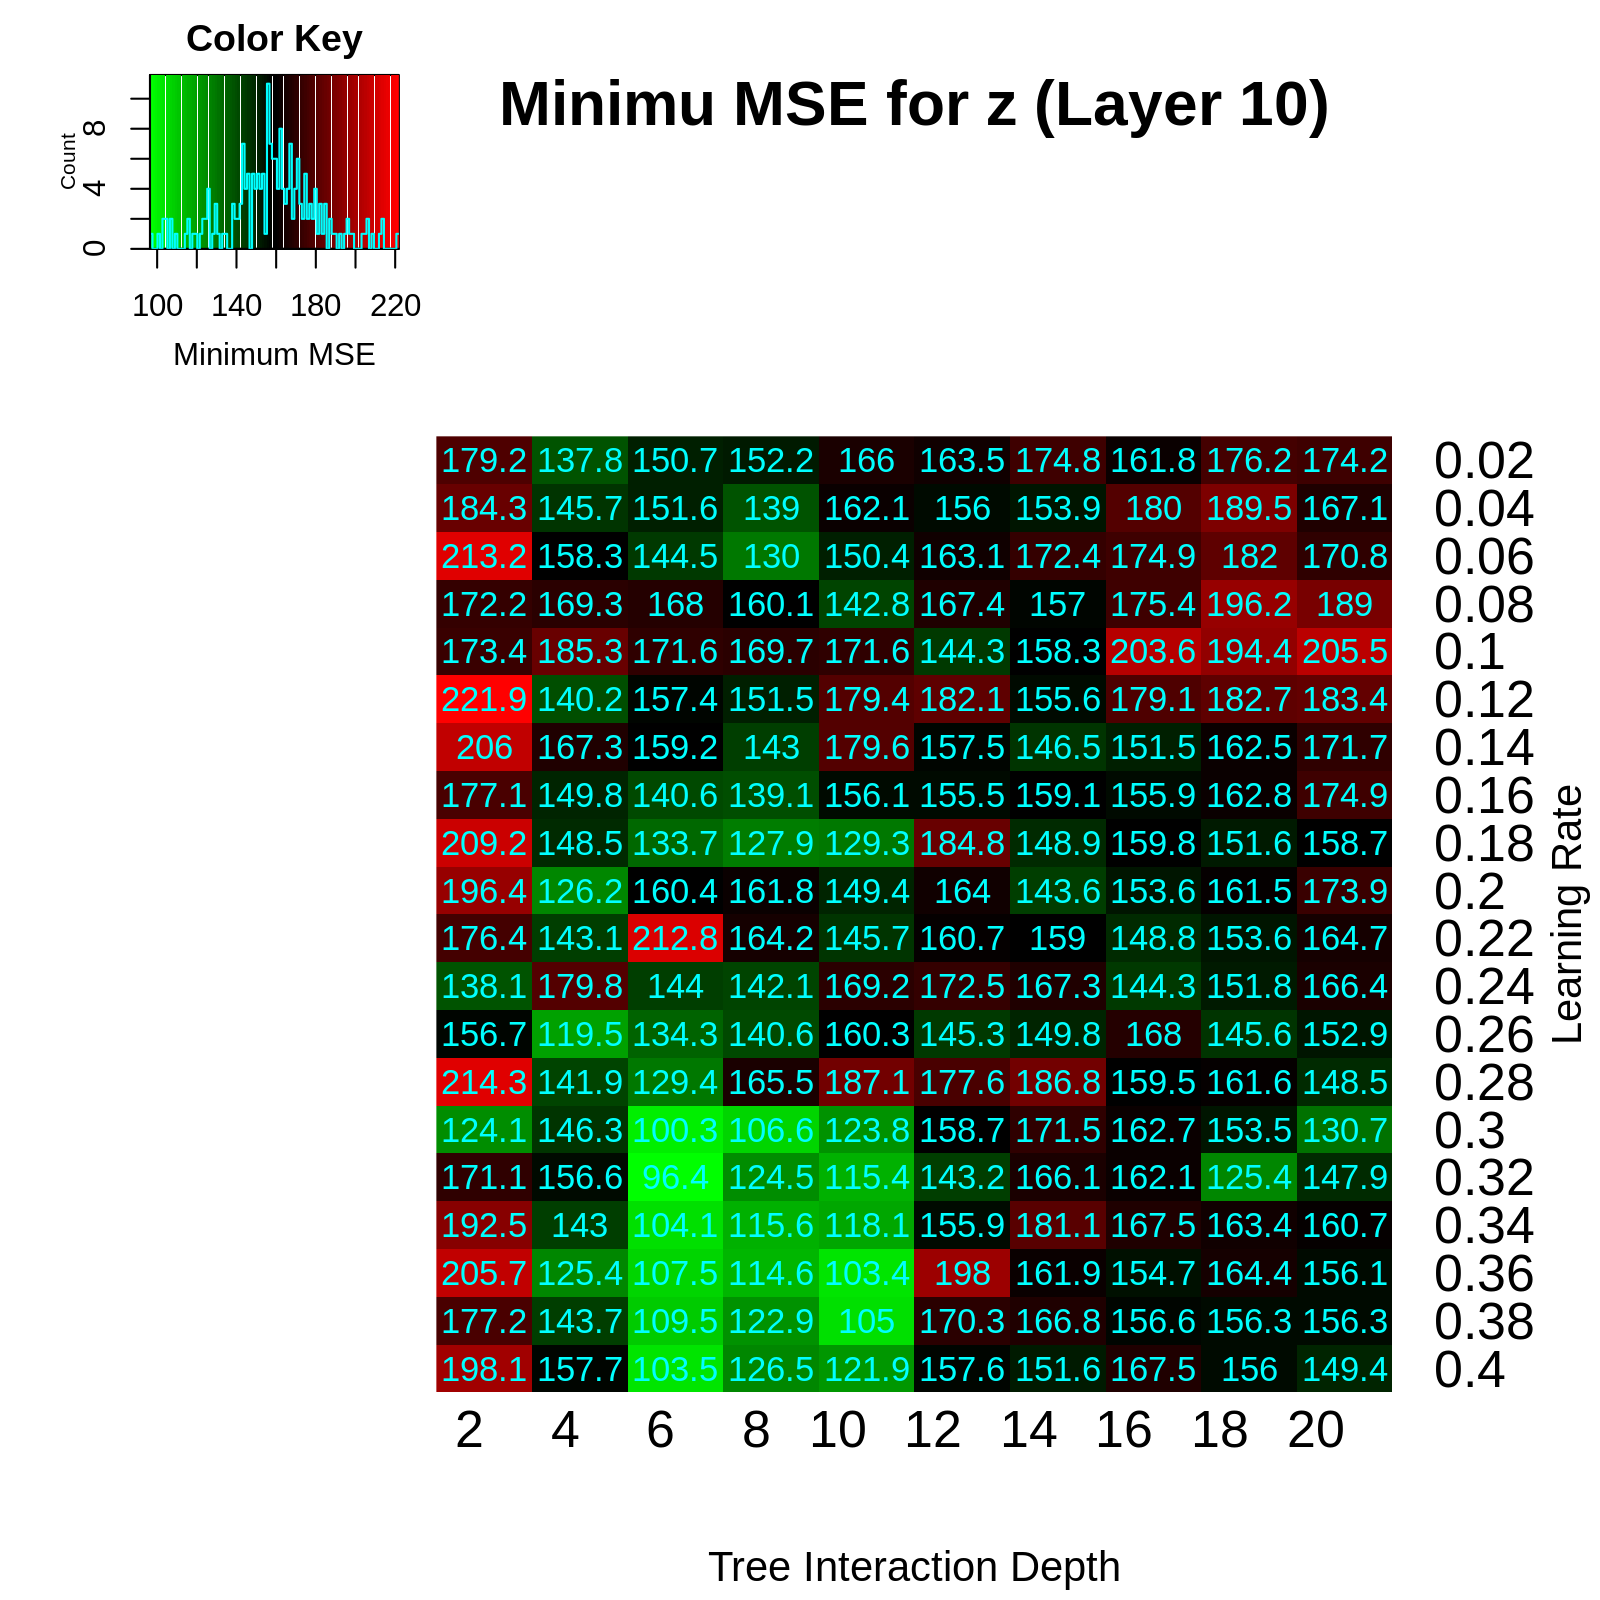 Color Key
Minimu MSE for z (Layer 10)
Count
0 4 8
100 140 180 220
Minimum MSE
179.2 137.8 150.7 152.2 166 163.5 174.8 161.8 176.2 174.2 0.02
184.3 145.7 151.6 139 162.1 156 153.9 180 189.5 167.1 0.04
213.2 158.3 144.5 130 150.4 163.1 172.4 174.9 182 170.8 0.06
172.2 169.3 168 160.1 142.8 167.4 157 175.4 196.2 189 0.08
173.4 185.3 171.6 169.7 171.6 144.3 158.3 203.6 194.4 205.5 0.1
221.9 140.2 157.4 151.5 179.4 182.1 155.6 179.1 182.7 183.4 0.12
206 167.3 159.2 143 179.6 157.5 146.5 151.5 162.5 171.7 0.14
177.1 149.8 140.6 139.1 156.1 155.5 159.1 155.9 162.8 174.9 0.16
209.2 148.5 133.7 127.9 129.3 184.8 148.9 159.8 151.6 158.7 0.18
196.4 126.2 160.4 161.8 149.4 164 143.6 153.6 161.5 173.9 0.2
176.4 143.1 212.8 164.2 145.7 160.7 159 148.8 153.6 164.7 0.22
138.1 179.8 144 142.1 169.2 172.5 167.3 144.3 151.8 166.4 0.24
156.7 119.5 134.3 140.6 160.3 145.3 149.8 168 145.6 152.9 0.26
214.3 141.9 129.4 165.5 187.1 177.6 186.8 159.5 161.6 148.5 0.28
124.1 146.3 100.3 106.6 123.8 158.7 171.5 162.7 153.5 130.7 0.3
171.1 156.6 96.4 124.5 115.4 143.2 166.1 162.1 125.4 147.9 0.32
192.5 143 104.1 115.6 118.1 155.9 181.1 167.5 163.4 160.7 0.34
205.7 125.4 107.5 114.6 103.4 198 161.9 154.7 164.4 156.1 0.36
177.2 143.7 109.5 122.9 105 170.3 166.8 156.6 156.3 156.3 0.38
198.1 157.7 103.5 126.5 121.9 157.6 151.6 167.5 156 149.4 0.4
Learning Rate
2 4 6 8 10 12 14 16 18 20
Tree Interaction Depth